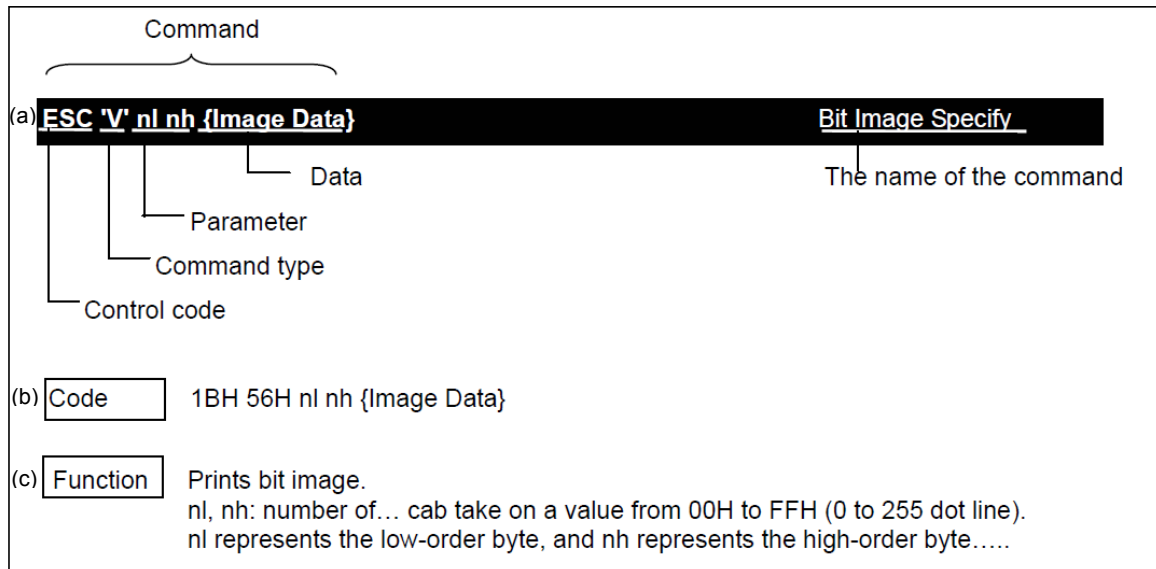 Command
(a) ESC 'V' nl nh {Image Data} Bit Image Specify
Data The name of the command
Parameter
Command type
Control code
(b) Code 1BH 56H nl nh {Image Data}
(c) Function Prints bit image.
nl, nh: number of... cab take on a value from 00H to FFH (0 to 255 dot line).
nl represents the low-order byte, and nh represents the high-order byte.....